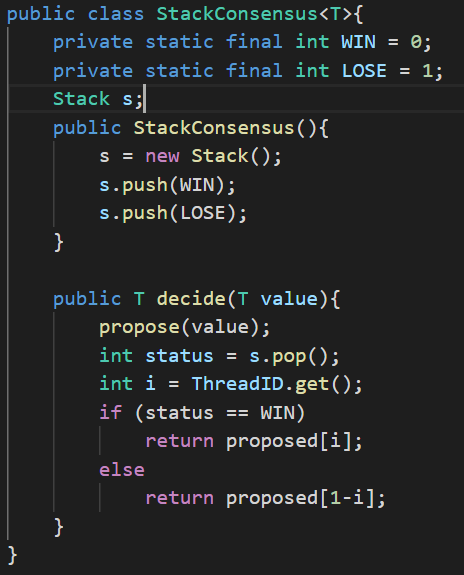 public class StackConsensus<T>{
    private static final int WIN = 0;
    private static final int LOSE = 1;
    Stack s;
    public StackConsensus(){
        s = new Stack();
        s.push(WIN);
        s.push(LOSE);
    }

    public T decide(T value){
        propose(value);
        int status = s.pop();
        int i = ThreadID.get();
        if (status == WIN)
            return proposed[i];
        else
            return proposed[1-i];
    }
}